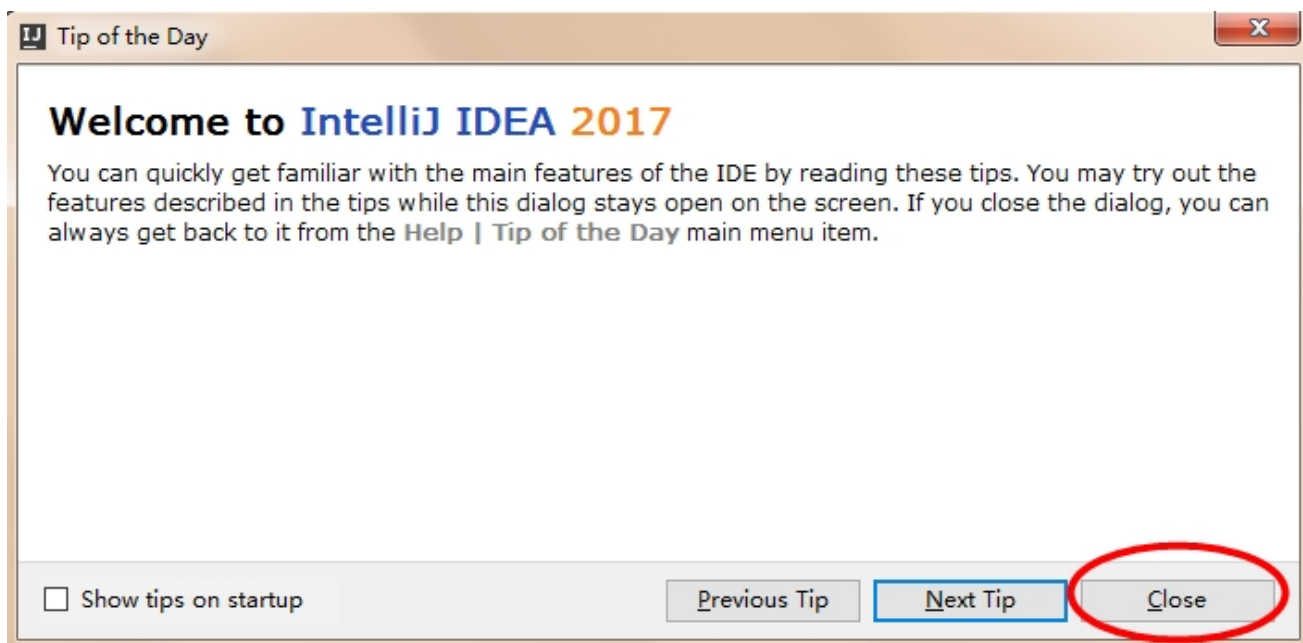 IJ Tip of the Day
Welcome to IntelliJ IDEA 2017
You can quickly get familiar with the main features of the IDE by reading these tips. You may try out the
features described in the tips while this dialog stays open on the screen. If you close the dialog, you can
always get back to it from the Help | Tip of the Day main menu item.
Show tips on startup
Previous Tip
Next Tip
Close